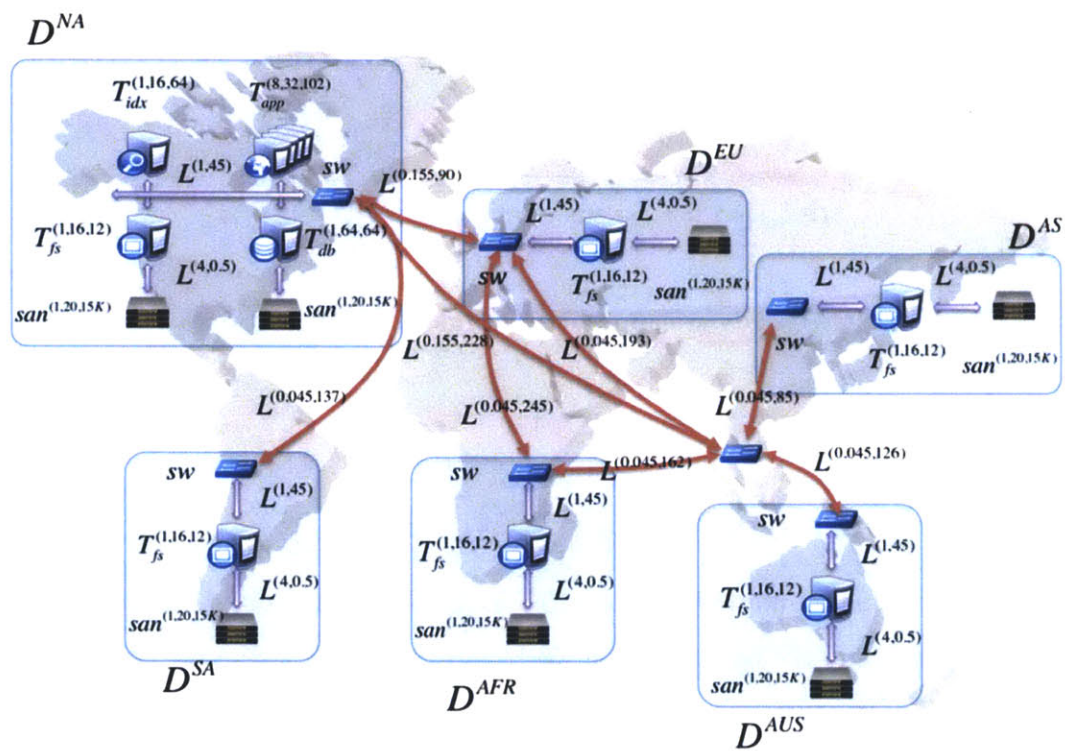 D^NA
T_idx^(1,16,64)
T_app^(8,32,102)
L^(1,45)
sw
L^(0.155,90)
T_fs^(1,16,12)
T_db^(1,64,64)
L^(4,0.5)
san^(1,20,15K)
san^(1,20,15K)
D^EU
L^(1,45)
L^(4,0.5)
sw
T_fs^(1,16,12)
san^(1,20,15K)
D^AS
L^(1,45)
L^(4,0.5)
sw
T_fs^(1,16,12)
san^(1,20,15K)
L^(0.155,228)
L^(0.045,193)
L^(0.045,137)
L^(0.045,245)
L^(0.045,85)
L^(0.045,162)
L^(0.045,126)
sw
L^(1,45)
T_fs^(1,16,12)
L^(4,0.5)
san^(1,20,15K)
D^SA
sw
L^(1,45)
T_fs^(1,16,12)
L^(4,0.5)
san^(1,20,15K)
D^AFR
sw
L^(1,45)
T_fs^(1,16,12)
L^(4,0.5)
san^(1,20,15K)
D^AUS